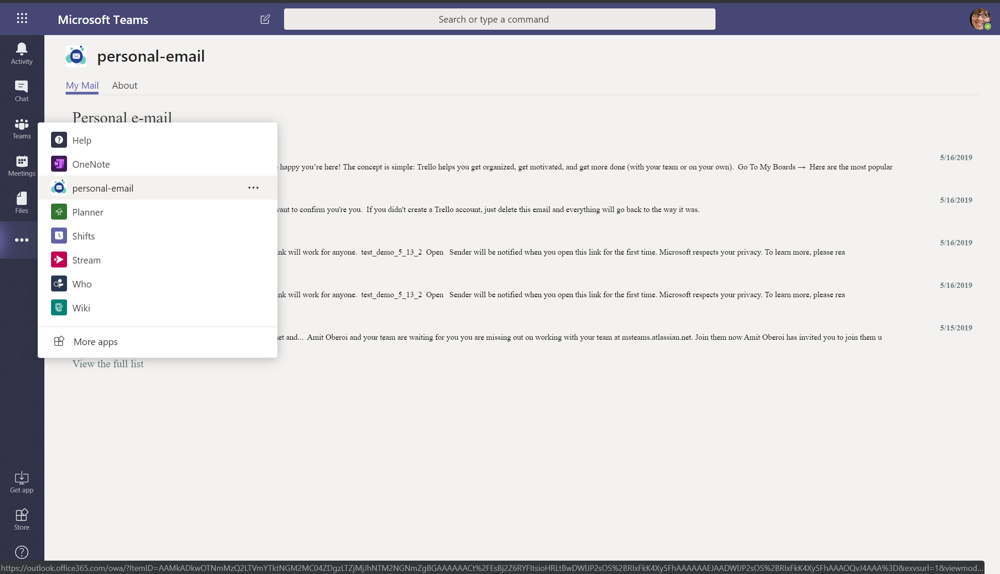 Microsoft Teams
Search or type a command
Activity
Chat
Teams
Meetings
Files
Get app
Store
personal-email
My Mail
About
Personal e-mail
Help
OneNote
personal-email
Planner
Shifts
Stream
Who
Wiki
More apps
5/16/2019
happy you’re here! The concept is simple: Trello helps you get organized, get motivated, and get more done (with your team or on your own).  Go To My Boards →  Here are the most popular
5/16/2019
want to confirm you're you.  If you didn't create a Trello account, just delete this email and everything will go back to the way it was.
5/16/2019
will work for anyone.  test_demo_5_13_2  Open   Sender will be notified when you open this link for the first time. Microsoft respects your privacy. To learn more, please rea
5/16/2019
will work for anyone.  test_demo_5_13_2  Open   Sender will be notified when you open this link for the first time. Microsoft respects your privacy. To learn more, please rea
5/15/2019
and...  Amit Oberoi and your team are waiting for you you are missing out on working with your team at msteams.atlassian.net. Join them now Amit Oberoi has invited you to join them u
View the full list
https://outlook.office365.com/owa/?ItemID=AAMkADkwOTNmMzQ2LTVmYTktNGM2MC04ZDgzLTZjMjJhNTM2NGNmZgBGAAAAAACt%2FEsBj2Z6RYFItsioHRLtBwDWlJP2sOS%2BRIxFkK4XySFhAAAAAAEJAADWlJP2sOS%2BRIxFkK4XySFhAAAOQvJ4AAA%3D&exvsurl=1&viewmod...